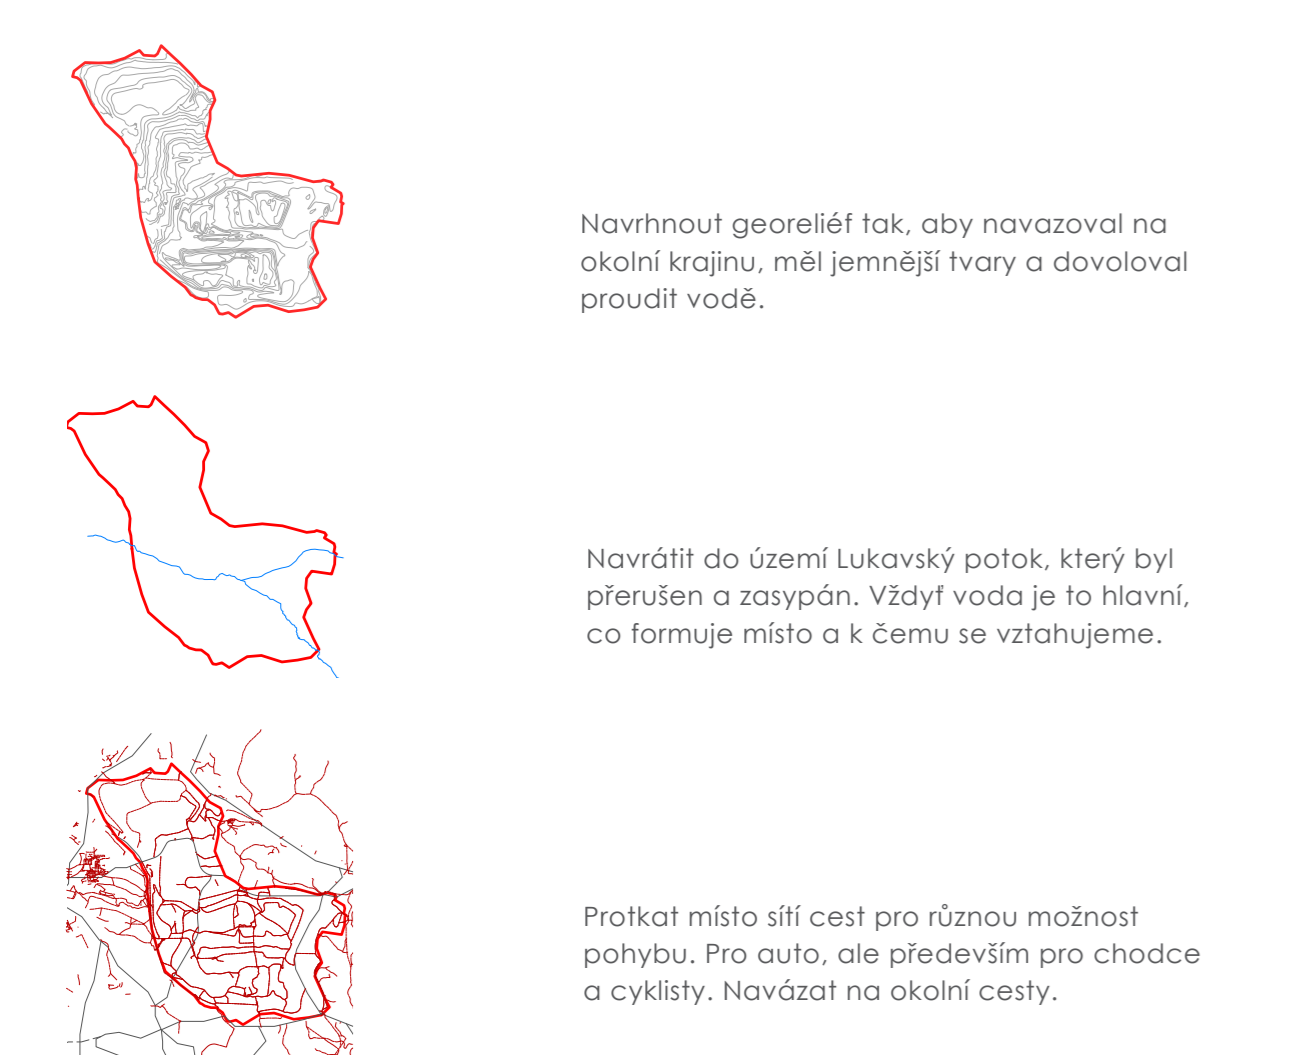 Navrhnout georeliéf tak, aby navazoval na
okolní krajinu, měl jemnější tvary a dovoloval
proudit vodě.
Navrátit do území Lukavský potok, který byl
přerušen a zasypán. Vždyť voda je to hlavní,
co formuje místo a k čemu se vztahujeme.
Protkat místo sítí cest pro různou možnost
pohybu. Pro auto, ale především pro chodce
a cyklisty. Navázat na okolní cesty.